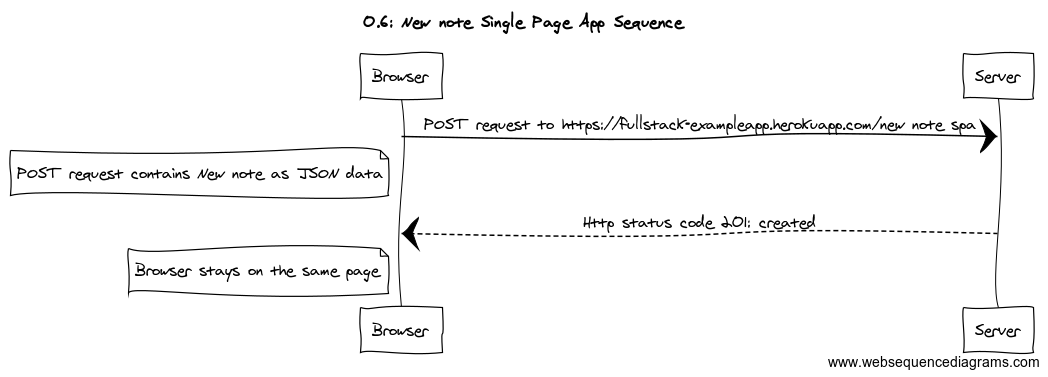 0.6: New note Single Page App Sequence
Browser
Server
POST request to https://fullstack-exampleapp.herokuapp.com/new note spa
POST request contains New note as JSON data
Http status code 201: created
Browser stays on the same page
Browser
Server
www.websequencediagrams.com